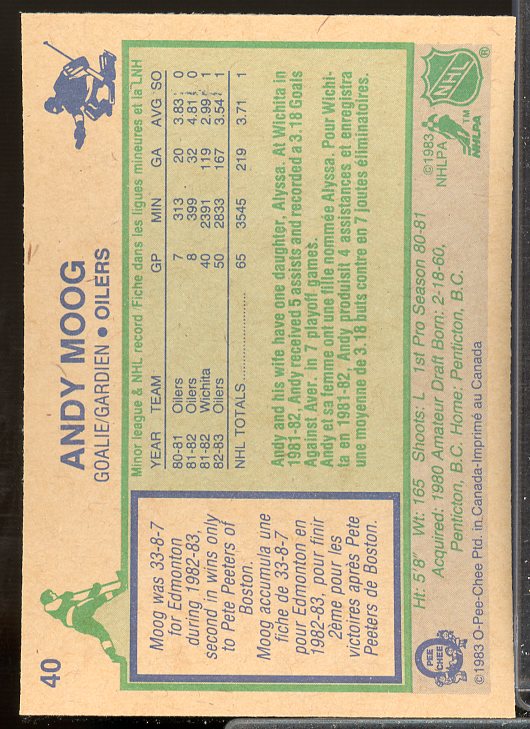 40
ANDY MOOG
GOALIE/GARDIEN • OILERS
Moog was 33-8-7
for Edmonton
during 1982-83,
second in wins only
to Pete Peeters of
Boston.
Moog accumula une
fiche de 33-8-7
pour Edmonton en
1982-83, pour finir
2ème pour les
victoires après Pete
Peeters de Boston.
Minor league & NHL record/Fiche dans les ligues mineures et la LNH
YEAR TEAM GP MIN GA AVG SO
80-81 Oilers 7 313 20 3.83 0
81-82 Oilers 8 399 32 4.81 0
81-82 Wichita 40 2391 119 2.99 1
82-83 Oilers 50 2833 167 3.54 1
NHL TOTALS .................. 65 3545 219 3.71 1
Andy and his wife have one daughter, Alyssa. At Wichita in
1981-82, Andy received 5 assists and recorded a 3.18 Goals
Against Aver. in 7 playoff games.
Andy et sa femme ont une fille nommée Alyssa. Pour Wichi-
ta en 1981-82, Andy produisit 4 assistances et enregistra
une moyenne de 3.18 buts contre en 7 joutes éliminatoires.
Ht: 5'8" Wt: 165 Shoots: L 1st Pro Season 80-81
Acquired: 1980 Amateur Draft Born: 2-18-60,
Penticton, B.C. Home: Penticton, B.C.
©1983 O-Pee-Chee Ptd. in Canada-Imprimé au Canada
O
PEE
CHEE
©1983
NHLPA
NHLPA
TM
NHL
®